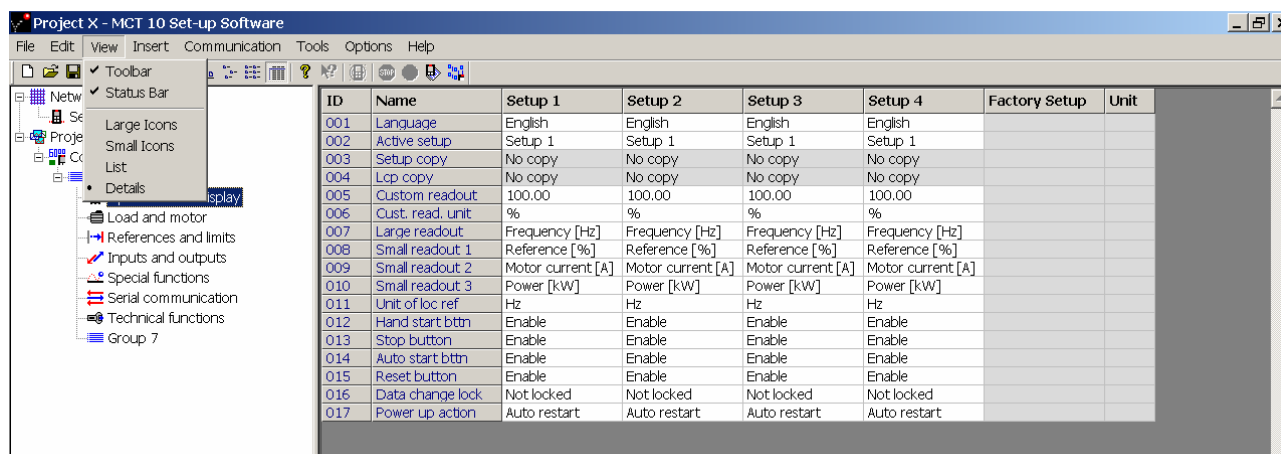 Project X - MCT 10 Set-up Software
File Edit View Insert Communication Tools Options Help
Toolbar
Status Bar
Large Icons
Small Icons
List
Details
Netw
Se
Proje
Co
isplay
Load and motor
References and limits
Inputs and outputs
Special functions
Serial communication
Technical functions
Group 7
ID Name Setup 1 Setup 2 Setup 3 Setup 4 Factory Setup Unit
001 Language English English English English
002 Active setup Setup 1 Setup 1 Setup 1 Setup 1
003 Setup copy No copy No copy No copy No copy
004 Lcp copy No copy No copy No copy No copy
005 Custom readout 100.00 100.00 100.00 100.00
006 Cust. read. unit % % % %
007 Large readout Frequency [Hz] Frequency [Hz] Frequency [Hz] Frequency [Hz]
008 Small readout 1 Reference [%] Reference [%] Reference [%] Reference [%]
009 Small readout 2 Motor current [A] Motor current [A] Motor current [A] Motor current [A]
010 Small readout 3 Power [kW] Power [kW] Power [kW] Power [kW]
011 Unit of loc ref Hz Hz Hz Hz
012 Hand start bttn Enable Enable Enable Enable
013 Stop button Enable Enable Enable Enable
014 Auto start bttn Enable Enable Enable Enable
015 Reset button Enable Enable Enable Enable
016 Data change lock Not locked Not locked Not locked Not locked
017 Power up action Auto restart Auto restart Auto restart Auto restart